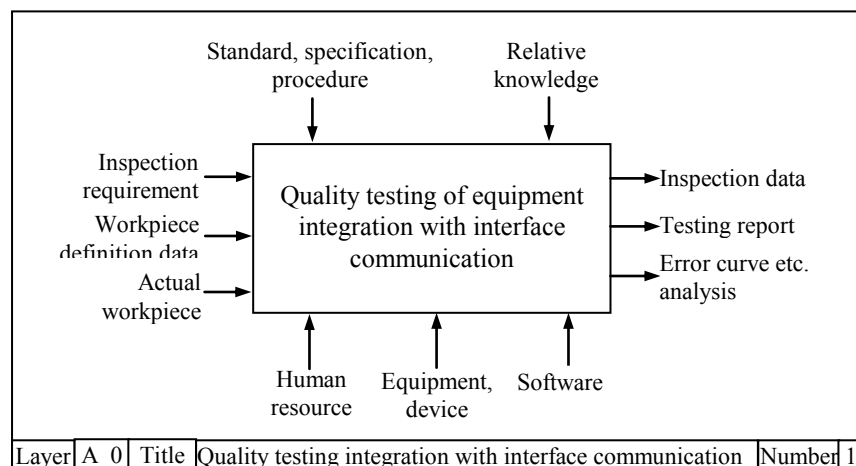 Standard, specification,
procedure
Relative
knowledge
Inspection
requirement
Workpiece
definition data
Actual
workpiece
Quality testing of equipment
integration with interface
communication
Inspection data
Testing report
Error curve etc.
analysis
Human
resource
Equipment,
device
Software
Layer A 0 Title Quality testing integration with interface communication Number 1